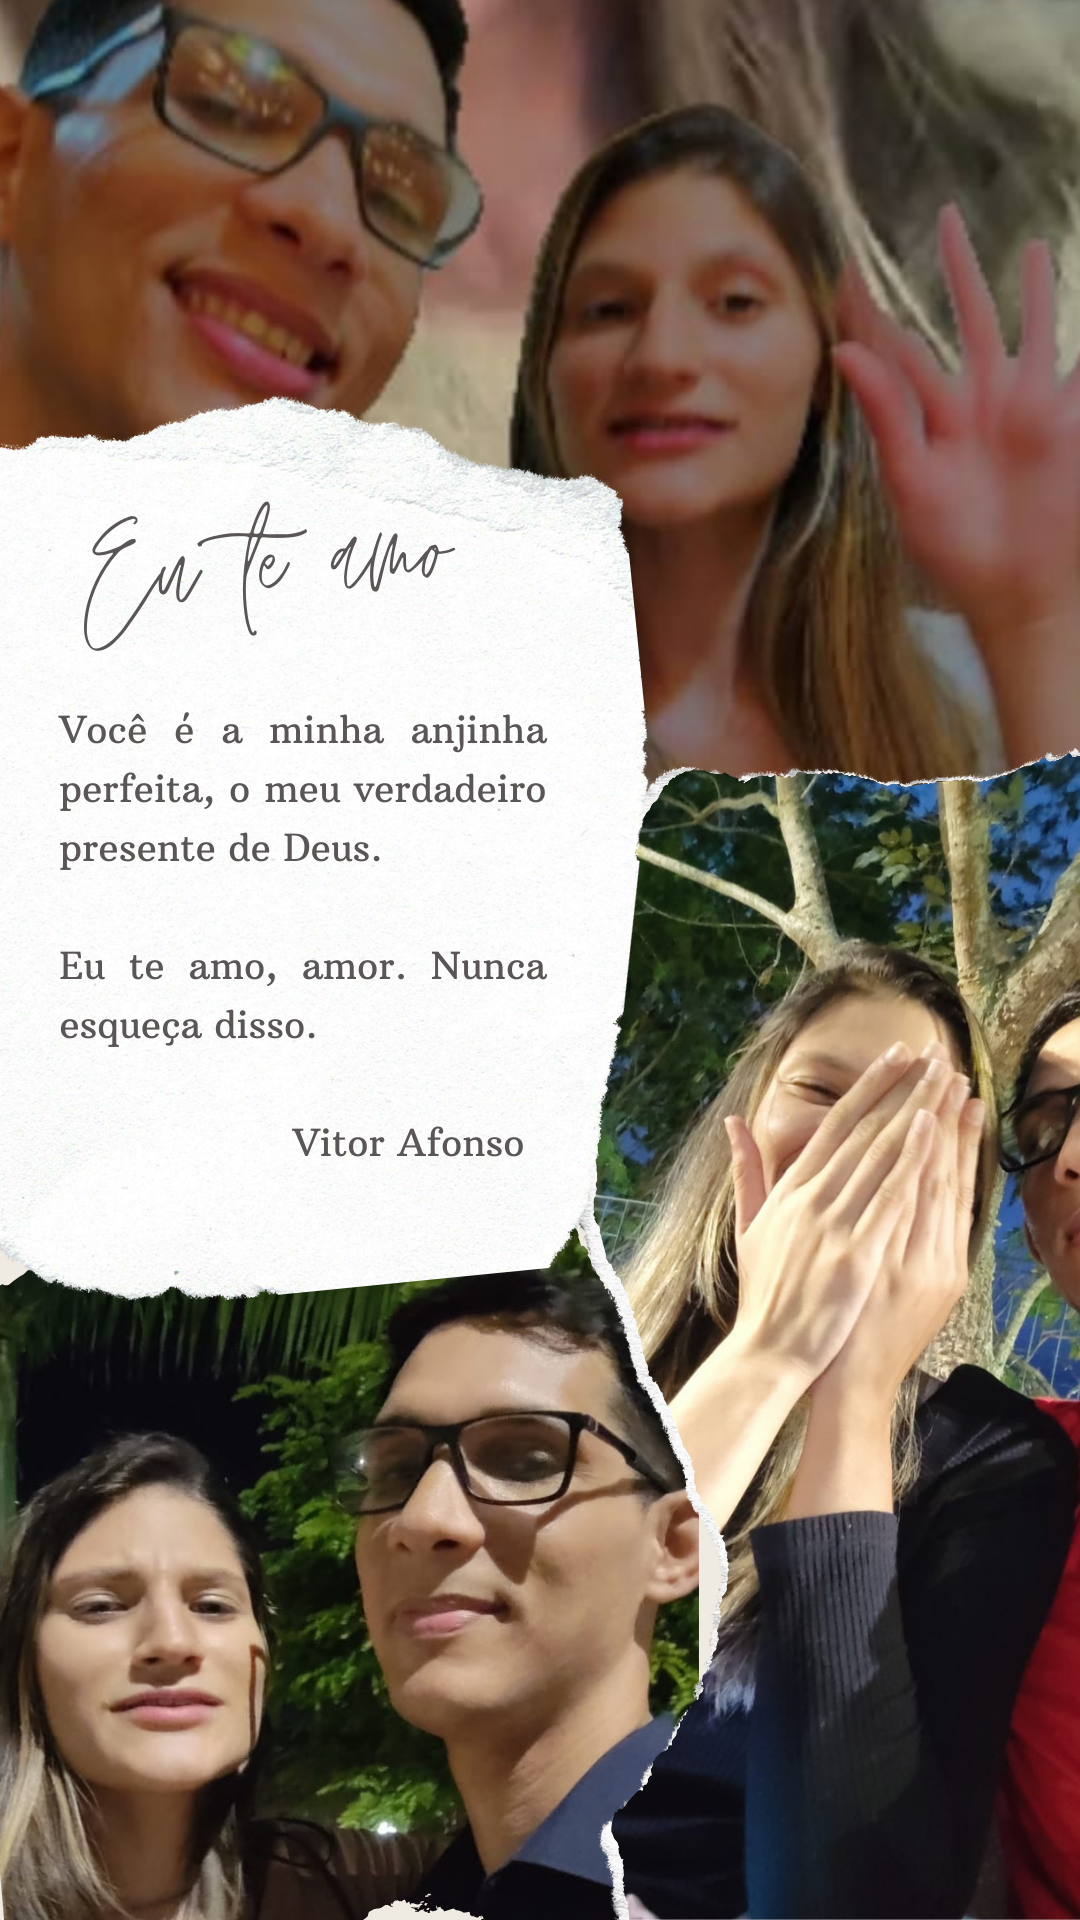 Eu te amo
Você é a minha anjinha
perfeita, o meu verdadeiro
presente de Deus.
Eu te amo, amor. Nunca
esqueça disso.
Vitor Afonso